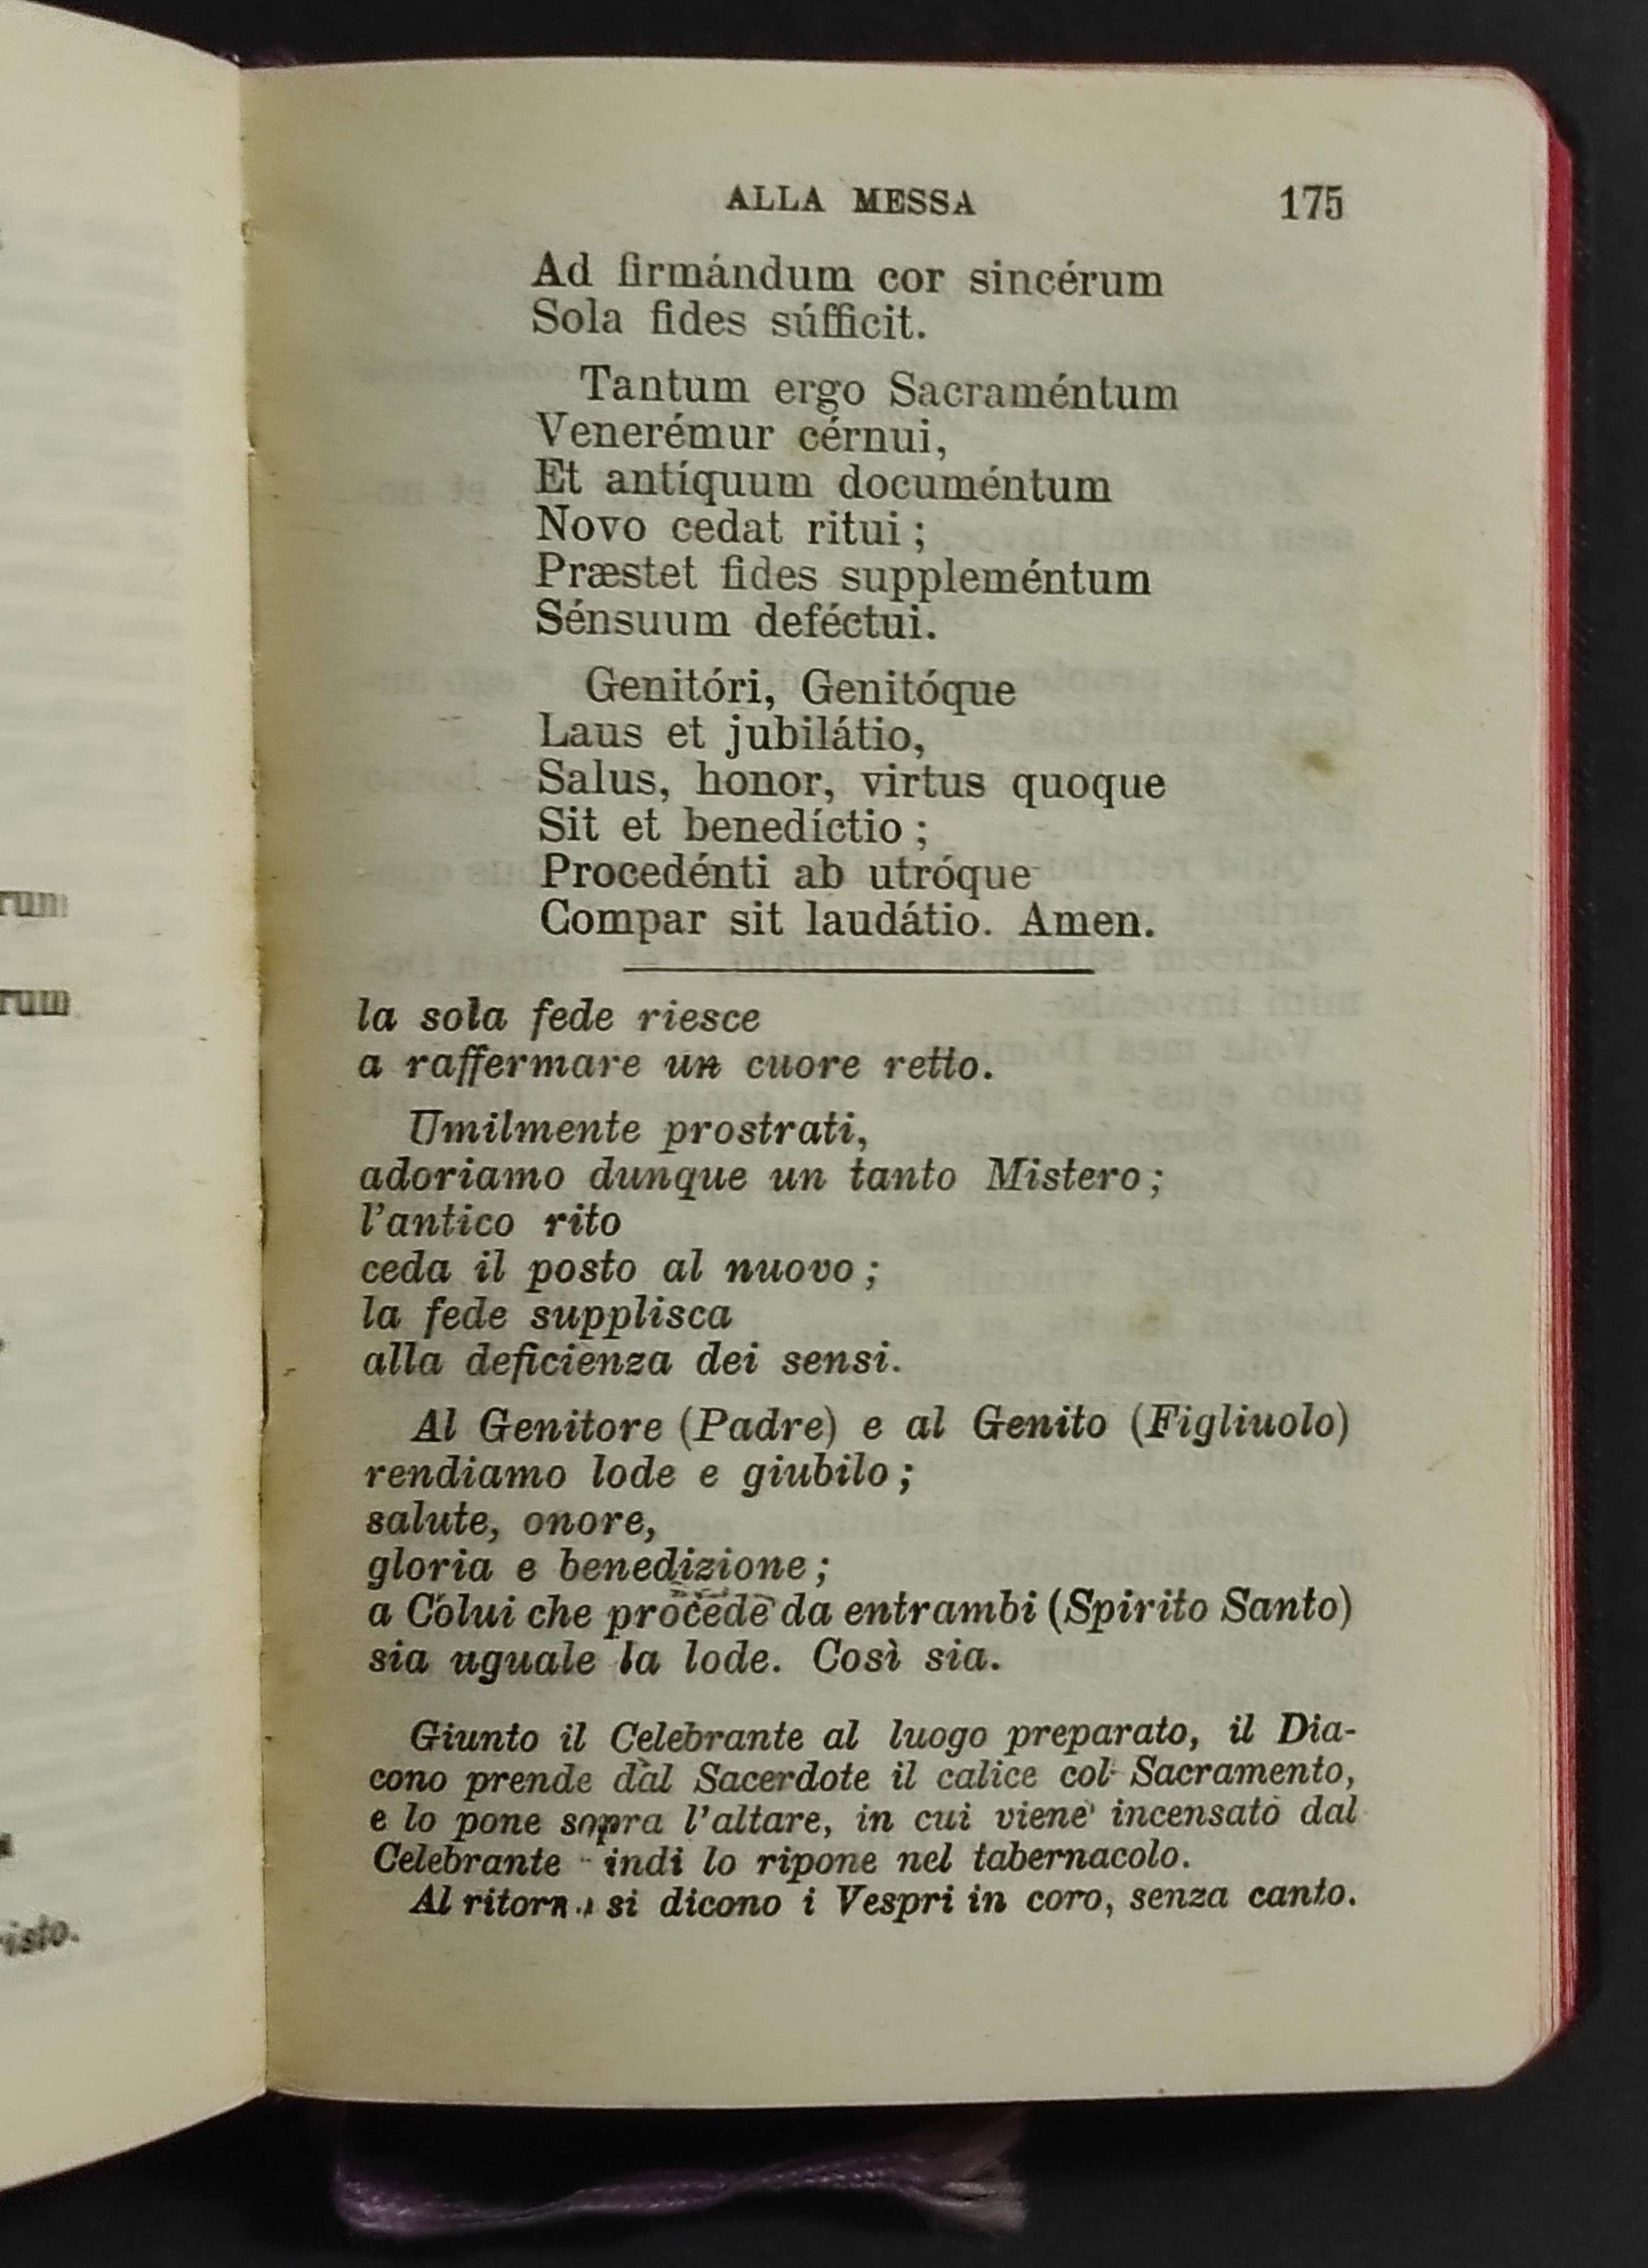 rum
rum
isto.
ALLA MESSA 175
Ad firmándum cor sincérum
Sola fides súfficit.
Tantum ergo Sacraméntum
Venerémur cérnui,
Et antíquum documéntum
Novo cedat ritui ;
Præstet fides suppleméntum
Sénsuum deféctui.
Genitóri, Genitóque
Laus et jubilátio,
Salus, honor, virtus quoque
Sit et benedíctio ;
Procedénti ab utróque
Compar sit laudátio. Amen.
la sola fede riesce
a raffermare un cuore retto.
Umilmente prostrati,
adoriamo dunque un tanto Mistero ;
l'antico rito
ceda il posto al nuovo ;
la fede supplisca
alla deficienza dei sensi.
Al Genitore (Padre) e al Genito (Figliuolo)
rendiamo lode e giubilo ;
salute, onore,
gloria e benedizione ;
a Colui che procede da entrambi (Spirito Santo)
sia uguale la lode. Così sia.
Giunto il Celebrante al luogo preparato, il Dia-
cono prende dal Sacerdote il calice col Sacramento,
e lo pone sopra l'altare, in cui viene incensato dal
Celebrante indi lo ripone nel tabernacolo.
Al ritorn si dicono i Vespri in coro, senza canto.